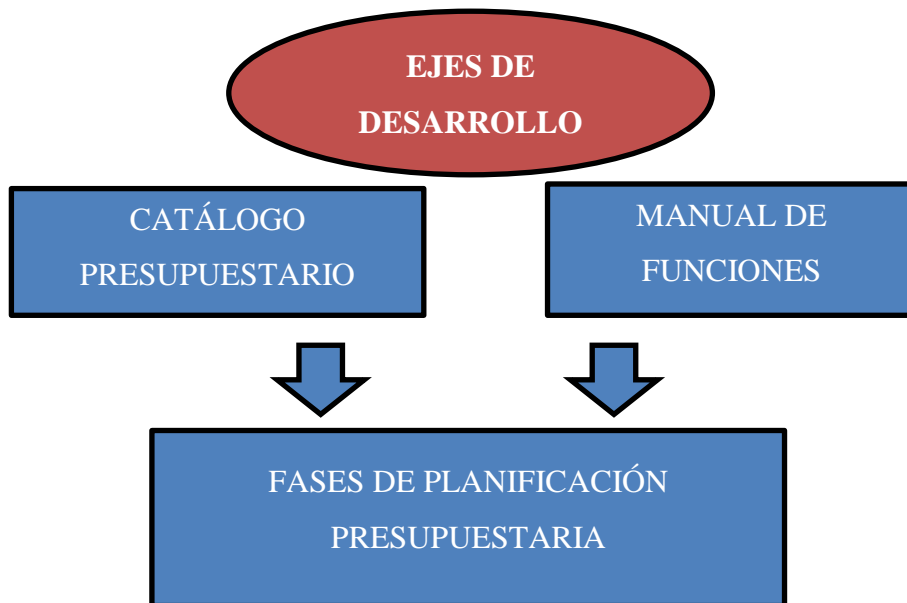 EJES DE
DESARROLLO
CATÁLOGO
PRESUPUESTARIO
MANUAL DE
FUNCIONES
FASES DE PLANIFICACIÓN
PRESUPUESTARIA